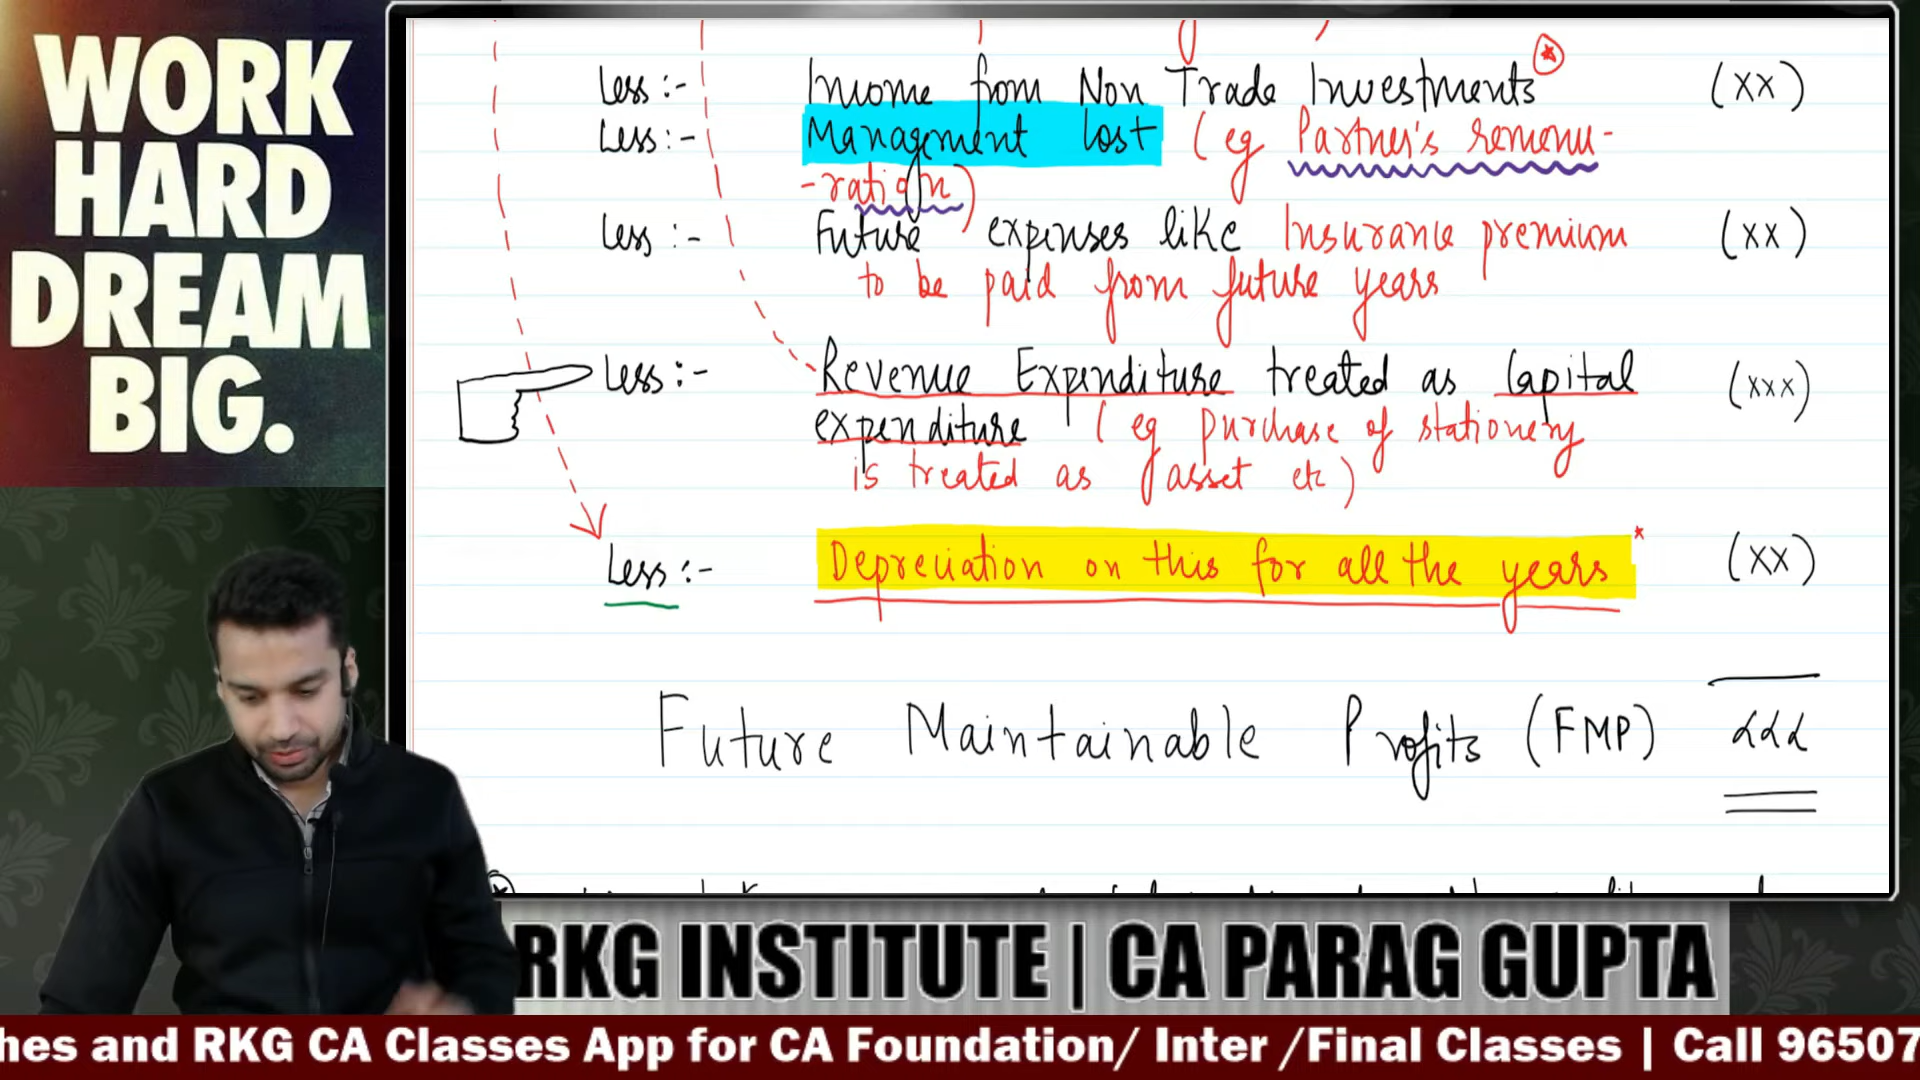 WORK
HARD
DREAM
BIG.
Less :- Income from Non Trade Investments (xx)
Less :- Management Cost (eg Partner's remenu-
-ration)
Less :- Future expenses like Insurance premium (xx)
to be paid from future years
Less :- Revenue Expenditure treated as Capital (xxx)
expenditure (eg purchase of stationery
is treated as asset etc)
Less :- Depreciation on this for all the years * (xx)
Future Maintainable Profits (FMP)
RKG INSTITUTE | CA PARAG GUPTA
hes and RKG CA Classes App for CA Foundation/ Inter /Final Classes | Call 96507